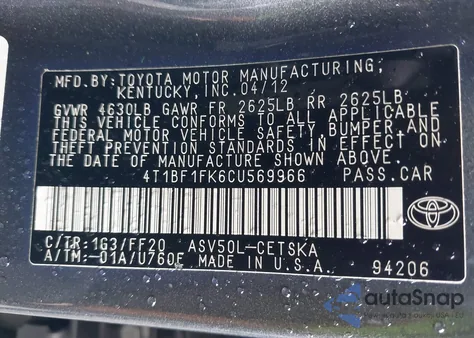 MFD. BY: TOYOTA MOTOR MANUFACTURING,
KENTUCKY, INC. 04/12
GVWR 4630LB GAWR FR 2625LB RR 2625LB
THIS VEHICLE CONFORMS TO ALL APPLICABLE
FEDERAL MOTOR VEHICLE SAFETY, BUMPER, AND
THEFT PREVENTION STANDARDS IN EFFECT ON
THE DATE OF MANUFACTURE SHOWN ABOVE.
4T1BF1FK6CU569966 PASS.CAR
C/TR: 1G3/FF20 ASV50L-CETSKA
A/TM: -01A/U760E MADE IN U.S.A. 94206
autoSnap